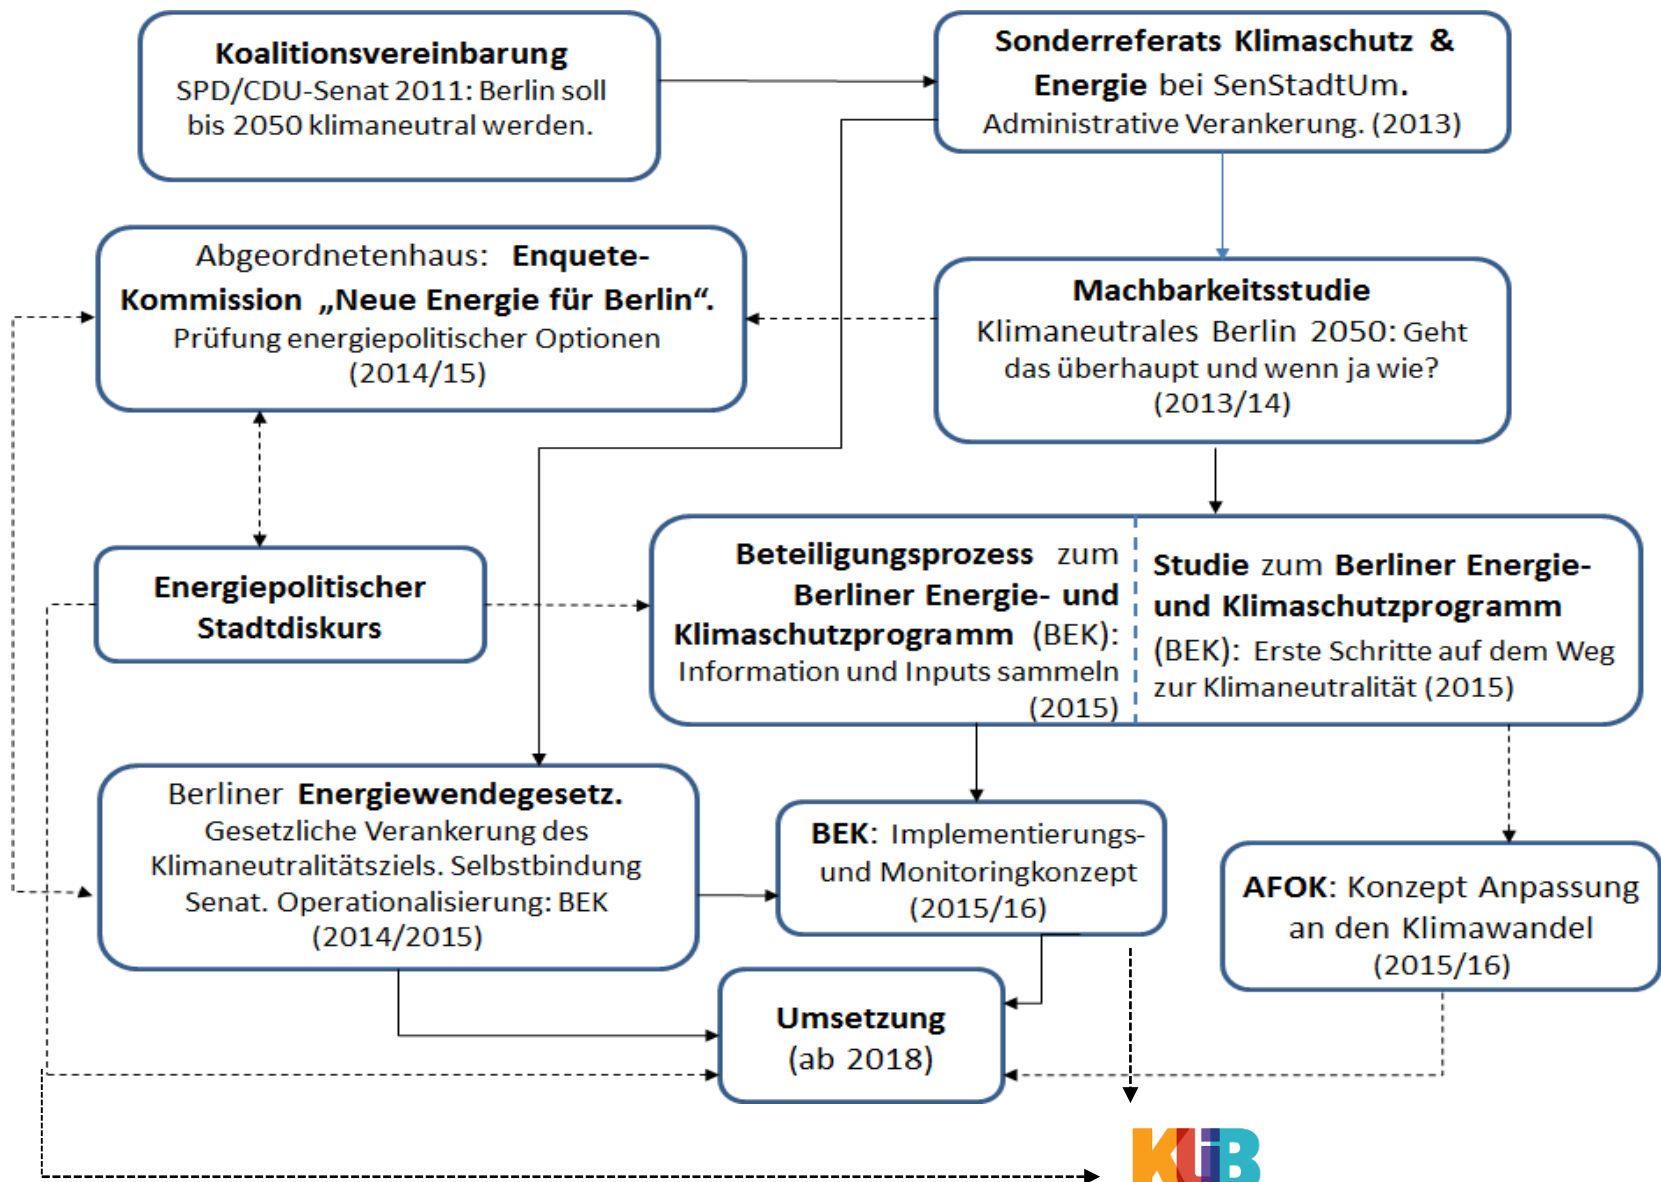 Koalitionsvereinbarung
SPD/CDU-Senat 2011: Berlin soll
bis 2050 klimaneutral werden.
Sonderreferats Klimaschutz &
Energie bei SenStadtUm.
Administrative Verankerung. (2013)
Abgeordnetenhaus: Enquete-
Kommission „Neue Energie für Berlin“.
Prüfung energiepolitischer Optionen
(2014/15)
Machbarkeitsstudie
Klimaneutrales Berlin 2050: Geht
das überhaupt und wenn ja wie?
(2013/14)
Energiepolitischer
Stadtdiskurs
Beteiligungsprozess zum
Berliner Energie- und
Klimaschutzprogramm (BEK):
Information und Inputs sammeln
(2015)
Studie zum Berliner Energie-
und Klimaschutzprogramm
(BEK): Erste Schritte auf dem Weg
zur Klimaneutralität (2015)
Berliner Energiewendegesetz.
Gesetzliche Verankerung des
Klimaneutralitätsziels. Selbstbindung
Senat. Operationalisierung: BEK
(2014/2015)
BEK: Implementierungs-
und Monitoringkonzept
(2015/16)
AFOK: Konzept Anpassung
an den Klimawandel
(2015/16)
Umsetzung
(ab 2018)
KLiB